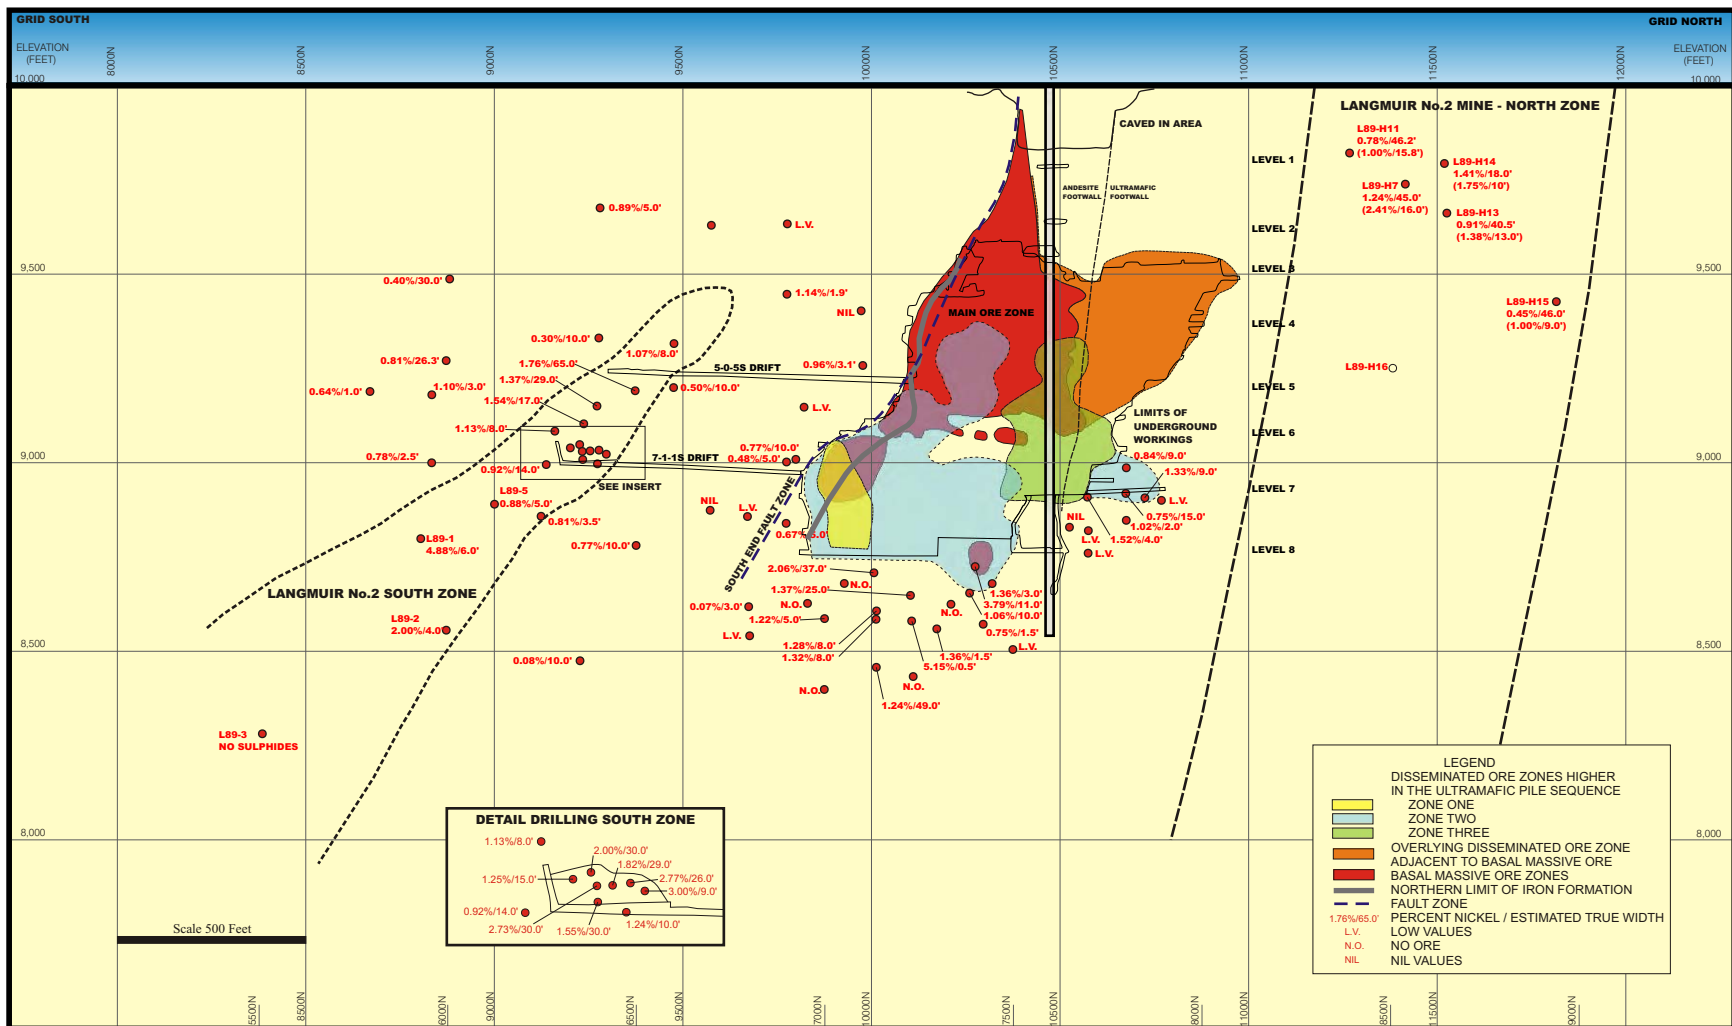 GRID SOUTH
GRID NORTH
ELEVATION
(FEET)
8000N
8500N
9000N
9500N
10000N
10500N
11000N
11500N
12000N
ELEVATION
(FEET)
10,000
10,000
LANGMUIR No.2 MINE - NORTH ZONE
CAVED IN AREA
L89-H11
0.78%/46.2'
(1.00%/15.8')
LEVEL 1
L89-H14
1.41%/18.0'
(1.75%/10')
ANDESITE
FOOTWALL
ULTRAMAFIC
FOOTWALL
L89-H7
1.24%/45.0'
(2.41%/16.0')
0.89%/5.0'
L.V.
LEVEL 2
L89-H13
0.91%/40.5'
(1.38%/13.0')
9,500
LEVEL 3
9,500
0.40%/30.0'
1.14%/1.9'
NIL
MAIN ORE ZONE
LEVEL 4
L89-H15
0.45%/46.0'
(1.00%/9.0')
0.30%/10.0'
1.07%/8.0'
0.81%/26.3'
1.76%/65.0'
5-0-5S DRIFT
0.96%/3.1'
L89-H16
1.37%/29.0'
0.64%/1.0'
1.10%/3.0'
0.50%/10.0'
LEVEL 5
1.54%/17.0'
L.V.
LIMITS OF
UNDERGROUND
WORKINGS
1.13%/8.0'
LEVEL 6
0.77%/10.0'
0.48%/5.0'
0.84%/9.0'
0.78%/2.5'
9,000
0.92%/14.0'
7-1-1S DRIFT
1.33%/9.0'
9,000
SEE INSERT
LEVEL 7
L89-5
0.88%/5.0'
NIL
L.V.
L.V.
0.81%/3.5'
SOUTH END FAULT ZONE
0.67%/5.0'
NIL
0.75%/15.0'
1.02%/2.0'
L89-1
4.88%/6.0'
0.77%/10.0'
L.V.
1.52%/4.0'
L.V.
LEVEL 8
2.06%/37.0'
N.O.
1.37%/25.0'
LANGMUIR No.2 SOUTH ZONE
1.36%/3.0'
3.79%/11.0'
1.06%/10.0'
0.07%/3.0'
N.O.
N.O.
L89-2
2.00%/4.0'
1.22%/5.0'
0.75%/1.5'
L.V.
1.28%/8.0'
1.32%/8.0'
L.V.
8,500
0.08%/10.0'
1.36%/1.5'
5.15%/0.5'
8,500
N.O.
N.O.
1.24%/49.0'
L89-3
NO SULPHIDES
8,000
8,000
DETAIL DRILLING SOUTH ZONE
1.13%/8.0'
2.00%/30.0'
1.82%/29.0'
1.25%/15.0'
2.77%/26.0'
3.00%/9.0'
0.92%/14.0'
2.73%/30.0'
1.55%/30.0'
1.24%/10.0'
Scale 500 Feet
LEGEND
DISSEMINATED ORE ZONES HIGHER
IN THE ULTRAMAFIC PILE SEQUENCE
ZONE ONE
ZONE TWO
ZONE THREE
OVERLYING DISSEMINATED ORE ZONE
ADJACENT TO BASAL MASSIVE ORE
BASAL MASSIVE ORE ZONES
NORTHERN LIMIT OF IRON FORMATION
FAULT ZONE
1.76%/65.0' PERCENT NICKEL / ESTIMATED TRUE WIDTH
L.V. LOW VALUES
N.O. NO ORE
NIL NIL VALUES
5500N
8500N
6000N
9000N
6500N
9500N
7000N
10000N
7500N
10500N
8000N
11000N
8500N
11500N
9000N
12000N